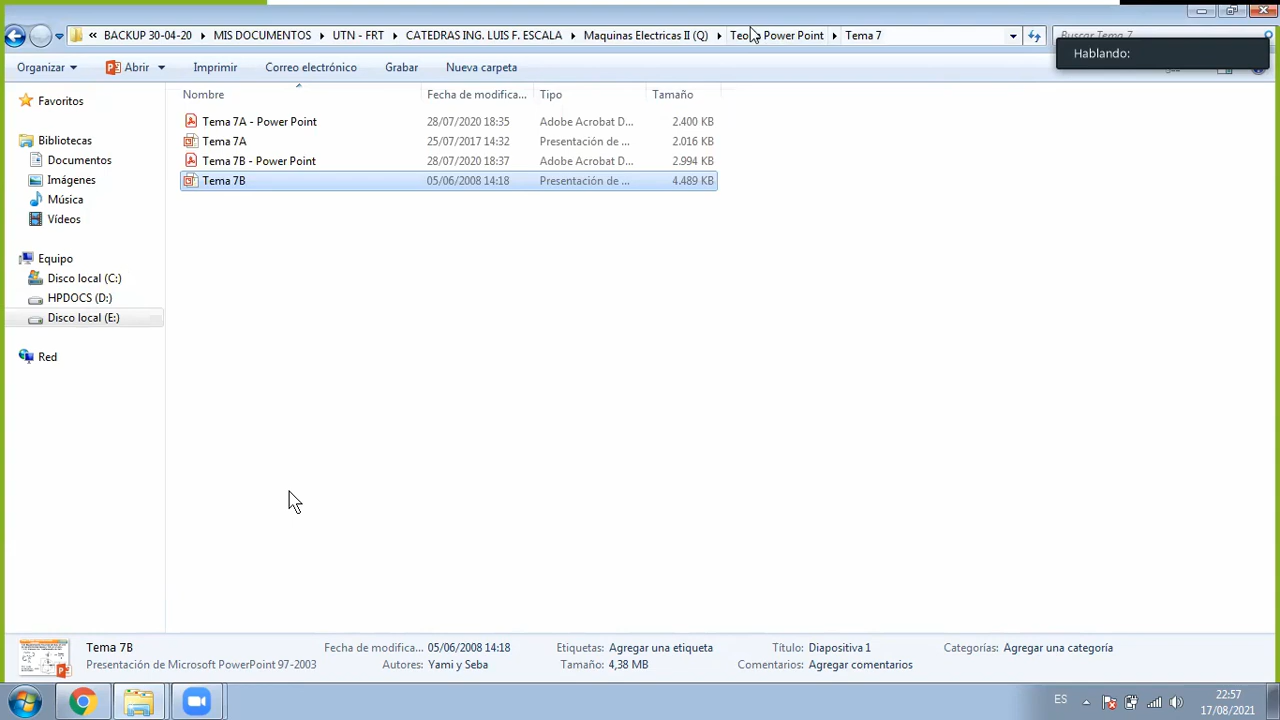 « BACKUP 30-04-20 MIS DOCUMENTOS UTN - FRT CATEDRAS ING. LUIS F. ESCALA Maquinas Electricas II (Q) Power Point Tema 7
Buscar Tema 7
Hablando:
Organizar Abrir Imprimir Correo electrónico Grabar Nueva carpeta
Favoritos
Bibliotecas
Documentos
Imágenes
Música
Vídeos
Equipo
Disco local (C:)
HPDOCS (D:)
Disco local (E:)
Red
Nombre Fecha de modifica... Tipo Tamaño
Tema 7A - Power Point 28/07/2020 18:35 Adobe Acrobat D... 2.400 KB
Tema 7A 25/07/2017 14:32 Presentación de ... 2.016 KB
Tema 7B - Power Point 28/07/2020 18:37 Adobe Acrobat D... 2.994 KB
Tema 7B 05/06/2008 14:18 Presentación de ... 4.489 KB
Tema 7B Fecha de modifica... 05/06/2008 14:18 Etiquetas: Agregar una etiqueta Título: Diapositiva 1 Categorías: Agregar una categoría
Presentación de Microsoft PowerPoint 97-2003 Autores: Yami y Seba Tamaño: 4,38 MB Comentarios: Agregar comentarios
ES
22:57
17/08/2021